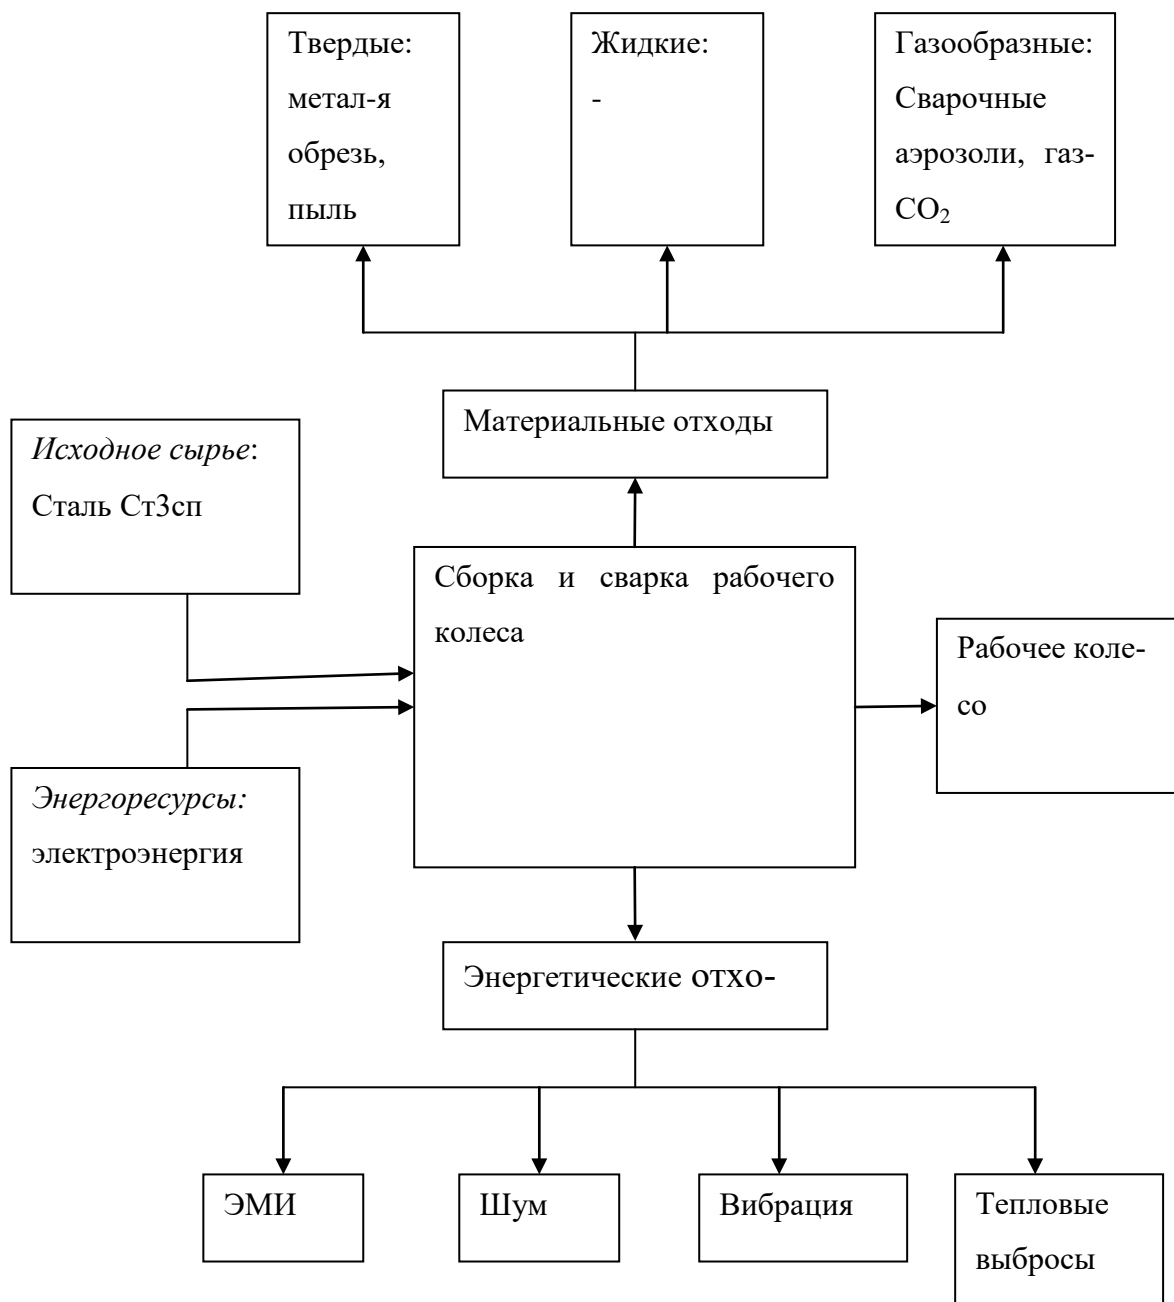 Твердые:
метал-я
обрезь,
пыль
Жидкие:
-
Газообразные:
Сварочные
аэрозоли, газ-
CO₂
Материальные отходы
Исходное сырье:
Сталь Ст3сп
Сборка и сварка рабочего
колеса
Рабочее коле-
со
Энергоресурсы:
электроэнергия
Энергетические отхо-
ЭМИ
Шум
Вибрация
Тепловые
выбросы